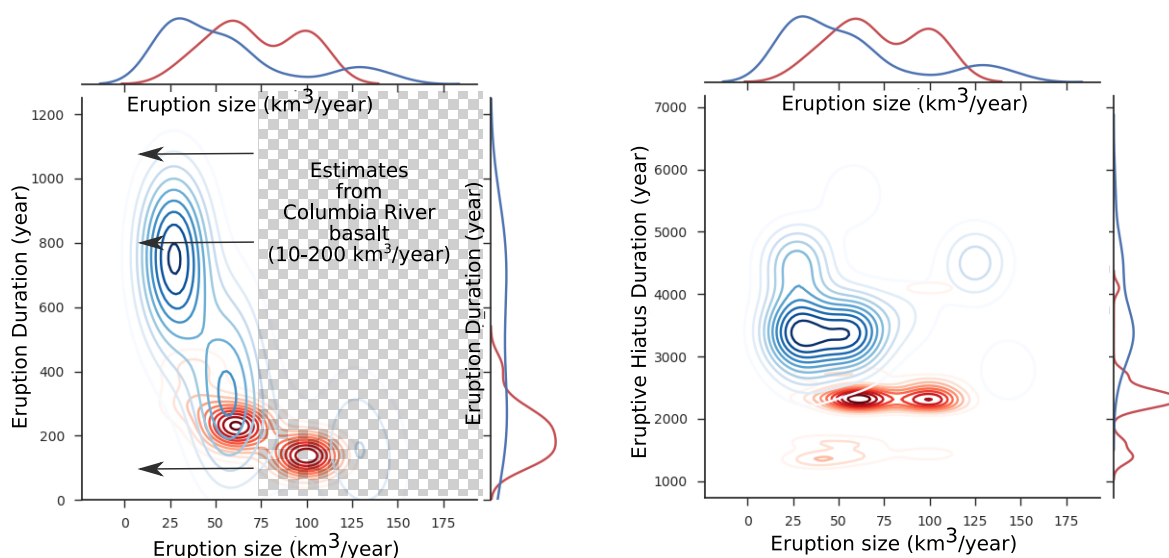 Eruption size (km³/year)
Eruption Duration (year)
1200
1000
800
600
400
200
0
Estimates
from
Columbia River
basalt
(10-200 km³/year)
Eruption Duration (year)
0 25 50 75 100 125 150 175
Eruption size (km³/year)
Eruption size (km³/year)
Eruptive Hiatus Duration (year)
7000
6000
5000
4000
3000
2000
1000
0 25 50 75 100 125 150 175
Eruption size (km³/year)